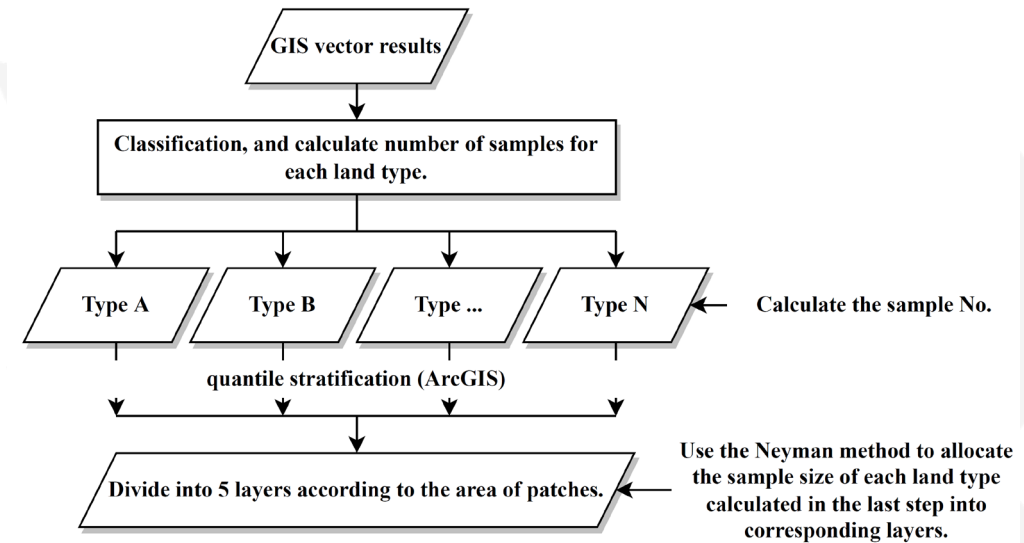 GIS vector results
Classification, and calculate number of samples for
each land type.
Type A
Type B
Type ...
Type N
Calculate the sample No.
quantile stratification (ArcGIS)
Divide into 5 layers according to the area of patches.
Use the Neyman method to allocate
the sample size of each land type
calculated in the last step into
corresponding layers.